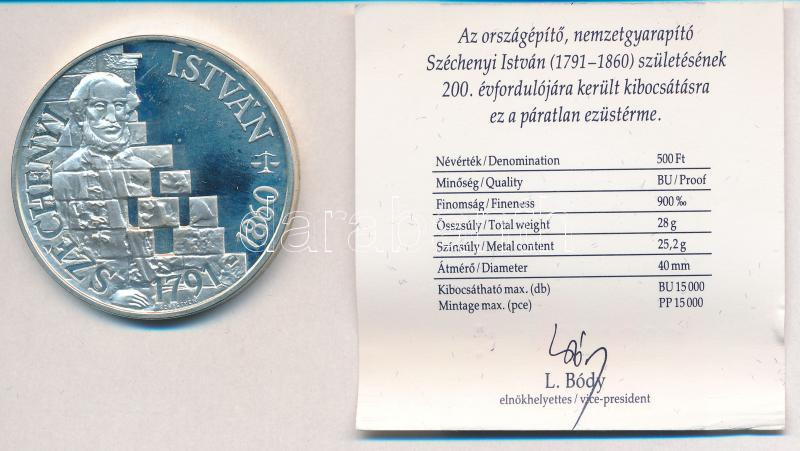 SZÉCHENYI
ISTVÁN
1791
1860
Az országépítő, nemzetgyarapító
Széchenyi István (1791–1860) születésének
200. évfordulójára került kibocsátásra
ez a páratlan ezüstérme.
Névérték/Denomination 500 Ft
Minőség/Quality BU/Proof
Finomság/Fineness 900 ‰
Összsúly/Total weight 28 g
Színsúly/Metal content 25,2 g
Átmérő/Diameter 40 mm
Kibocsátható max. (db) BU 15 000
Mintage max. (pce) PP 15 000
L. Bódy
elnökhelyettes / vice-president